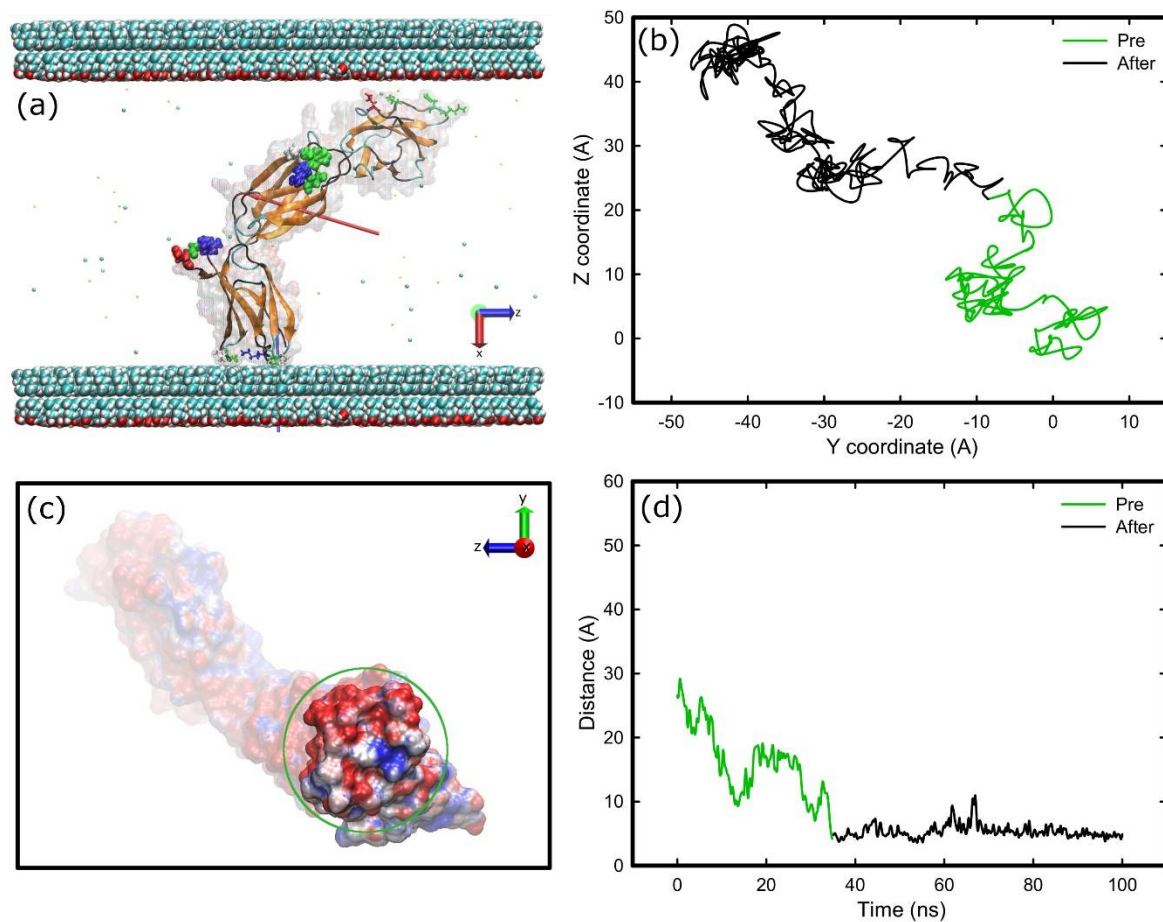 (a)
z
x
(b)
50
40
30
20
10
0
-10
Z coordinate (A)
Pre
After
-50 -40 -30 -20 -10 0 10
Y coordinate (A)
(c)
y
z
x
(d)
60
50
40
30
20
10
0
Distance (A)
Pre
After
0 20 40 60 80 100
Time (ns)